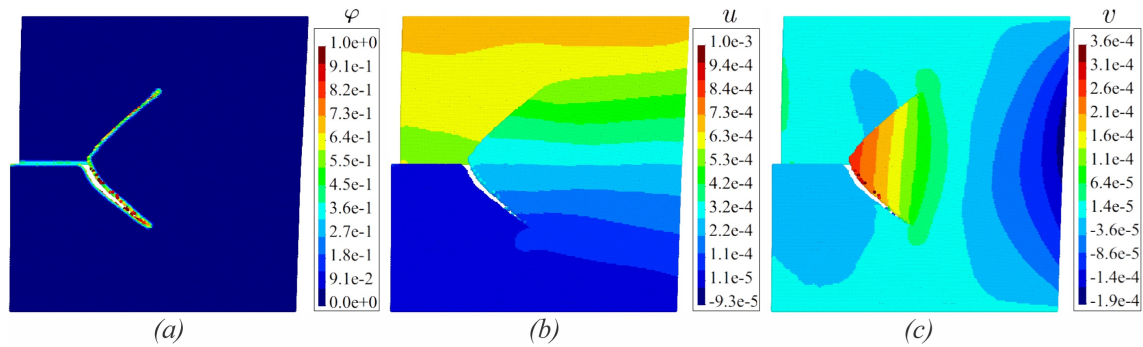 φ
1.0e+0
9.1e-1
8.2e-1
7.3e-1
6.4e-1
5.5e-1
4.5e-1
3.6e-1
2.7e-1
1.8e-1
9.1e-2
0.0e+0
(a)
u
1.0e-3
9.4e-4
8.4e-4
7.3e-4
6.3e-4
5.3e-4
4.2e-4
3.2e-4
2.2e-4
1.1e-4
1.1e-5
-9.3e-5
(b)
v
3.6e-4
3.1e-4
2.6e-4
2.1e-4
1.6e-4
1.1e-4
6.4e-5
1.4e-5
-3.6e-5
-8.6e-5
-1.4e-4
-1.9e-4
(c)